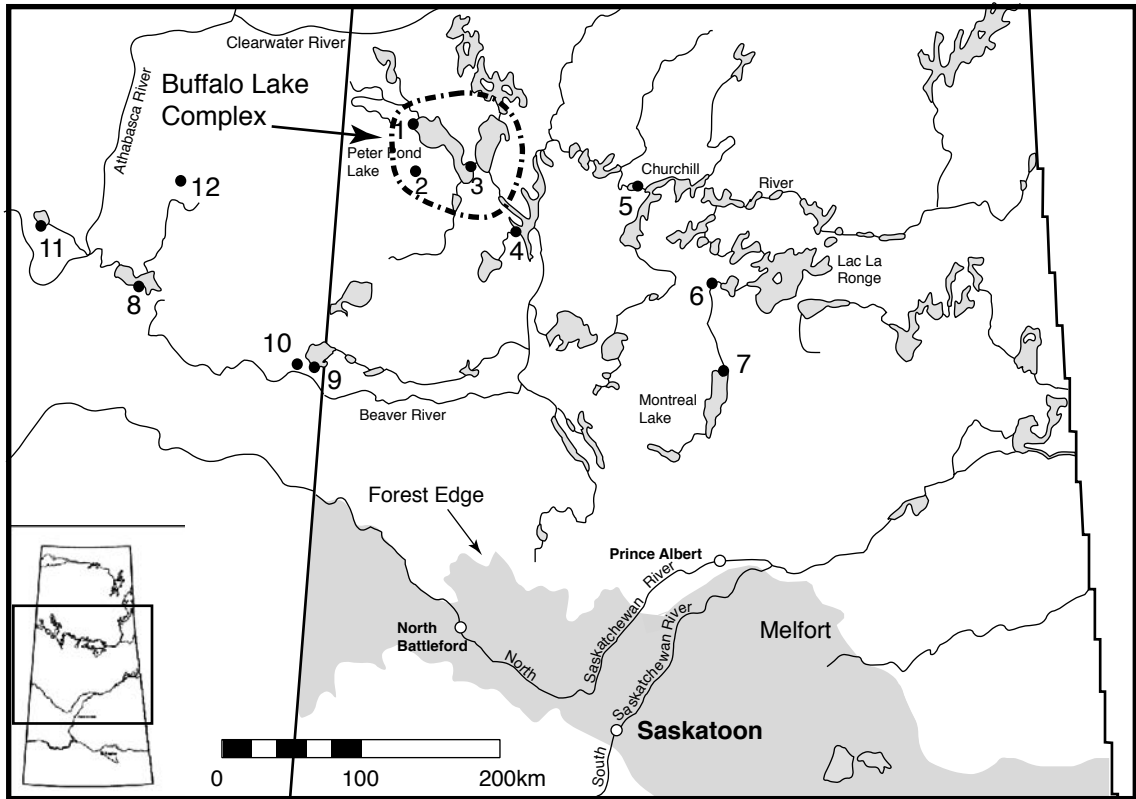 Clearwater River
Athabasca River
Buffalo Lake
Complex
1
Peter Pond
Lake
2
3
12
11
8
4
5
Churchill
River
Lac La
Ronge
6
7
Montreal
Lake
10
9
Beaver River
Forest Edge
Prince Albert
North
Battleford
North
Saskatchewan River
South
Saskatchewan River
Melfort
Saskatoon
0
100
200km